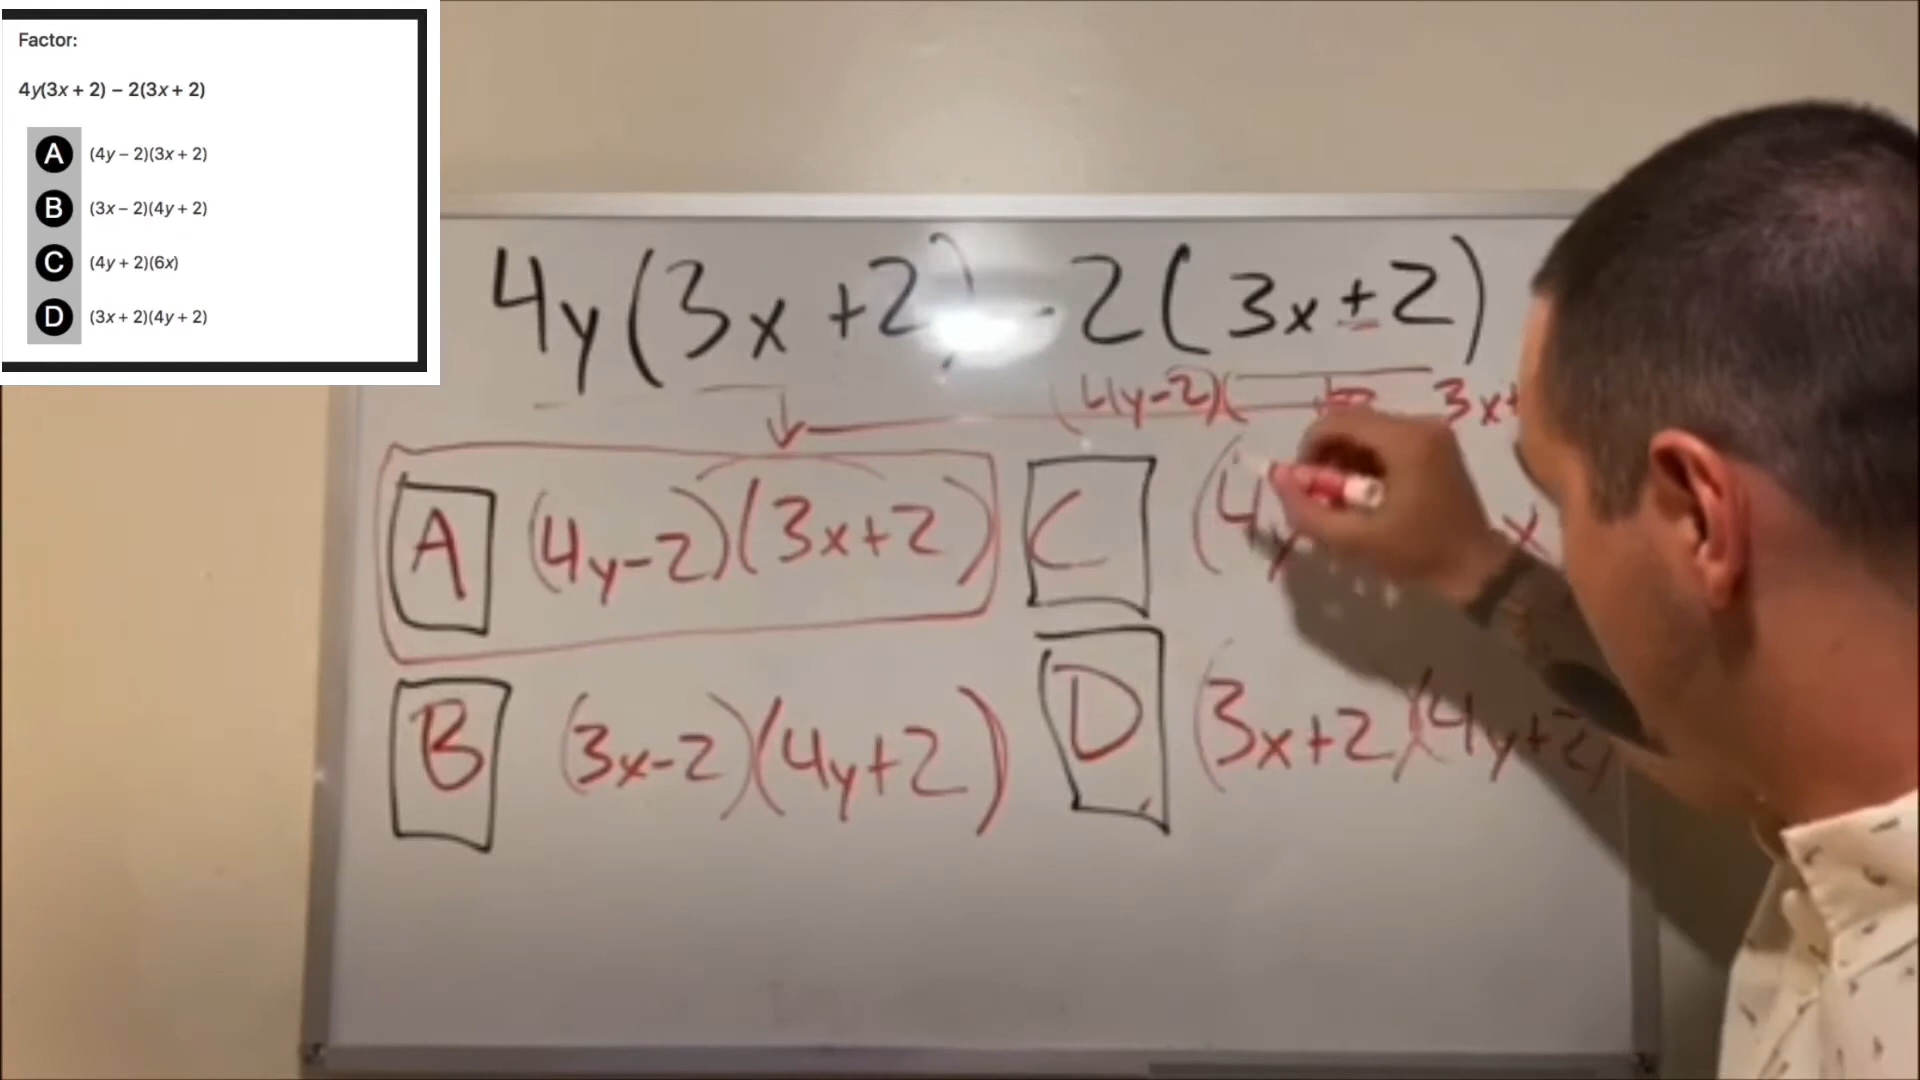 Factor:
4y(3x + 2) – 2(3x + 2)
A (4y – 2)(3x + 2)
B (3x – 2)(4y + 2)
C (4y + 2)(6x)
D (3x + 2)(4y + 2)
4y(3x+2) - 2(3x+2)
(4y-2)( 3x+
A (4y-2)(3x+2)
C (4y x
B (3x-2)(4y+2)
D (3x+2)(4y+2)